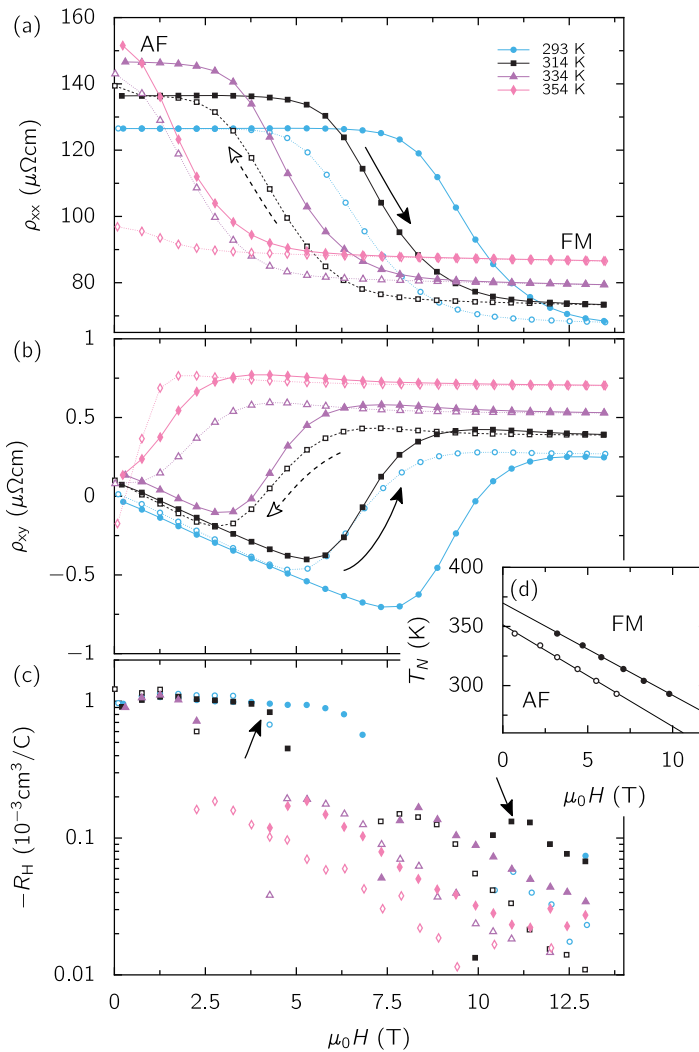 (a)
AF
293 K
314 K
334 K
354 K
160
140
120
100
80
ρxx (μΩcm)
FM
(b)
1
0.5
0
−0.5
−1
ρxy (μΩcm)
(d)
400
350
300
TN (K)
FM
AF
0
5
10
μ0H (T)
(c)
1
0.1
0.01
−RH (10⁻³cm³/C)
0
2.5
5
7.5
10
12.5
μ0H (T)